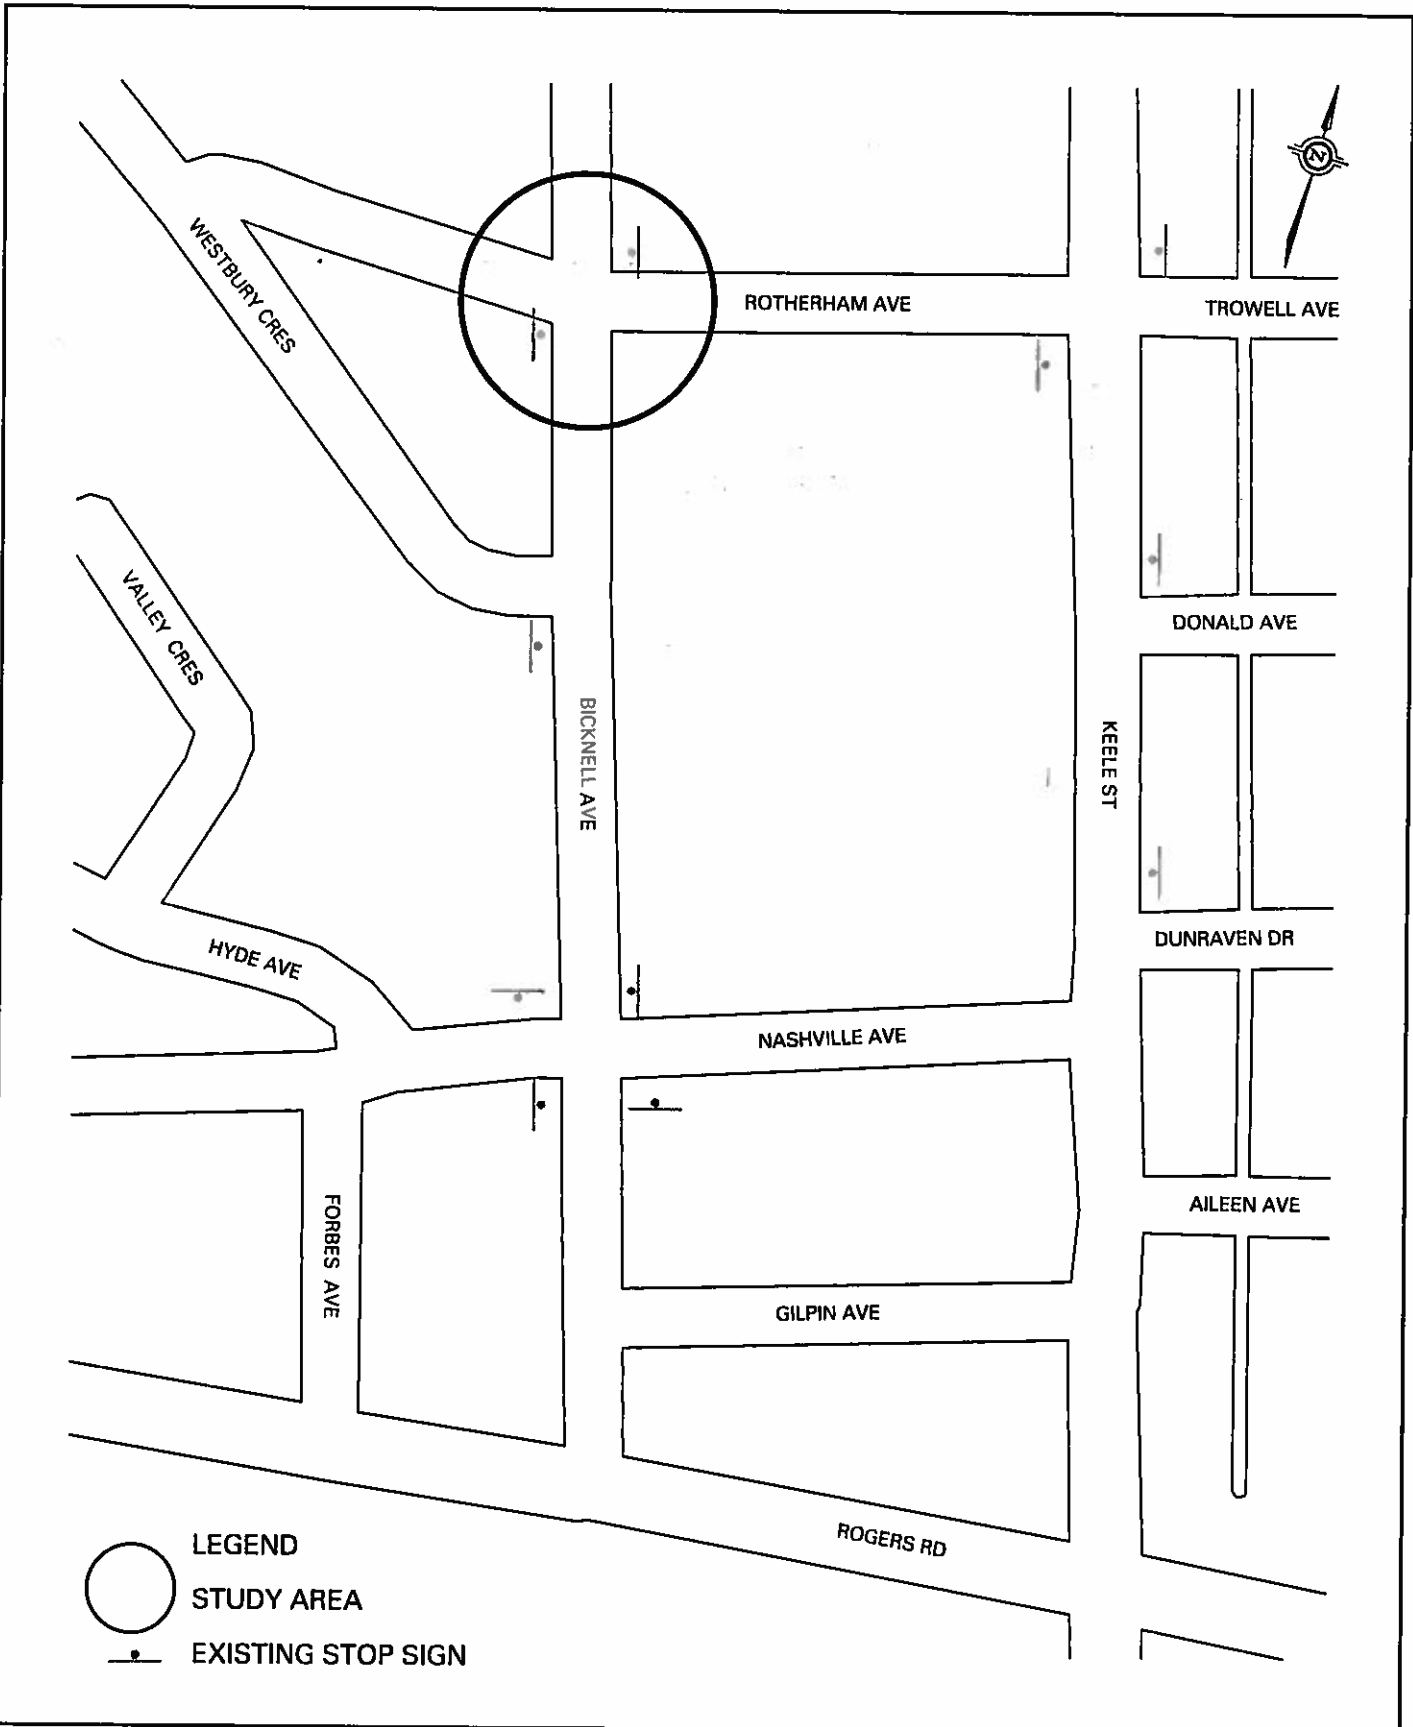 N
WESTBURY CRES
ROTHERHAM AVE
TROWELL AVE
VALLEY CRES
DONALD AVE
BICKNELL AVE
KEELE ST
HYDE AVE
DUNRAVEN DR
NASHVILLE AVE
FORBES AVE
AILEEN AVE
GILPIN AVE
ROGERS RD
LEGEND
STUDY AREA
EXISTING STOP SIGN